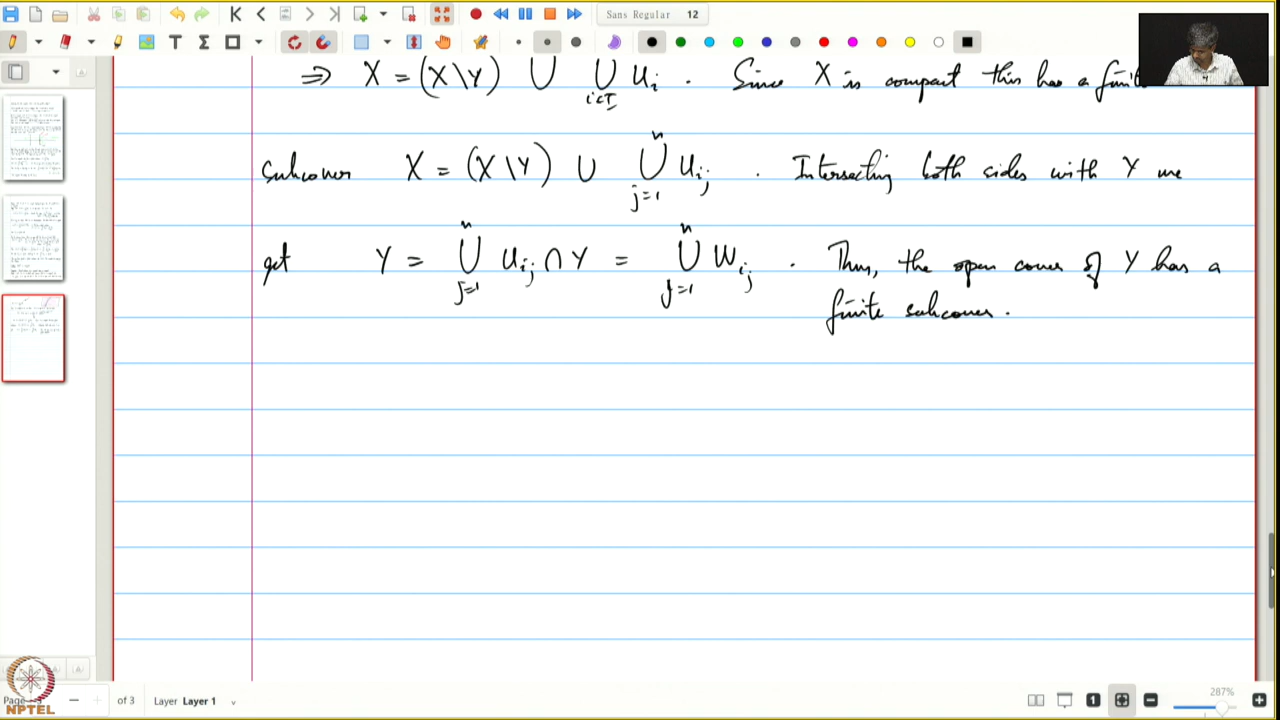 Sans Regular 12
⇒ X = (X \ Y) ∪ ⋃_{i∈I} U_i . Since X is compact this has a finite
subcover X = (X \ Y) ∪ ⋃_{j=1}^{n} U_{i_j} . Intersecting both sides with Y we
get Y = ⋃_{j=1}^{n} U_{i_j} ∩ Y = ⋃_{j=1}^{n} W_{i_j} . Thus, the open cover of Y has a
finite subcover .
Page of 3 Layer Layer 1 287%
NPTEL